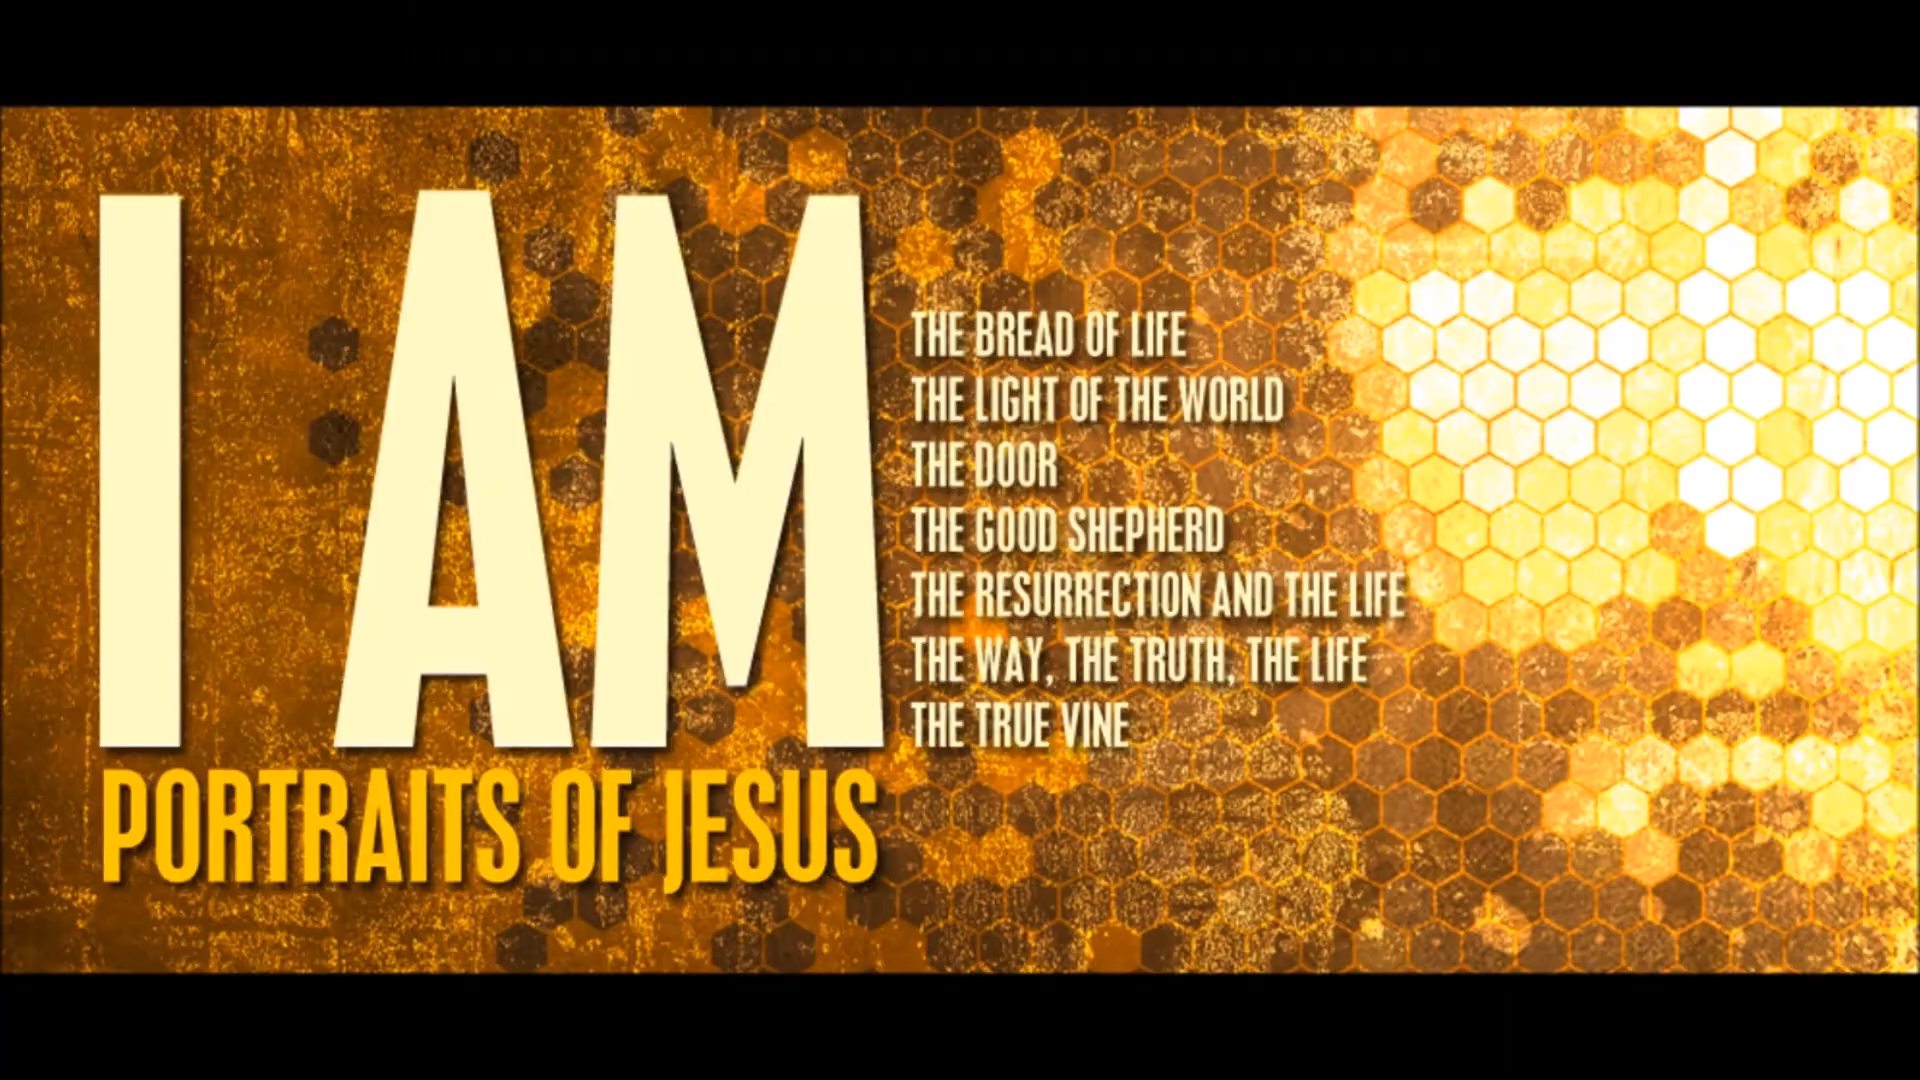 I AM
THE BREAD OF LIFE
THE LIGHT OF THE WORLD
THE DOOR
THE GOOD SHEPHERD
THE RESURRECTION AND THE LIFE
THE WAY, THE TRUTH, THE LIFE
THE TRUE VINE
PORTRAITS OF JESUS